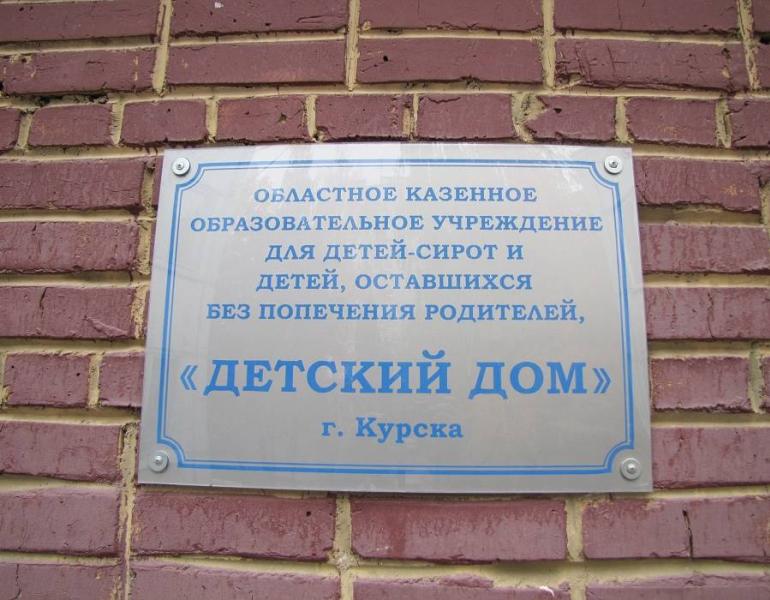 ОБЛАСТНОЕ КАЗЕННОЕ
ОБРАЗОВАТЕЛЬНОЕ УЧРЕЖДЕНИЕ
ДЛЯ ДЕТЕЙ-СИРОТ И
ДЕТЕЙ, ОСТАВШИХСЯ
БЕЗ ПОПЕЧЕНИЯ РОДИТЕЛЕЙ,
«ДЕТСКИЙ ДОМ»
г. Курска